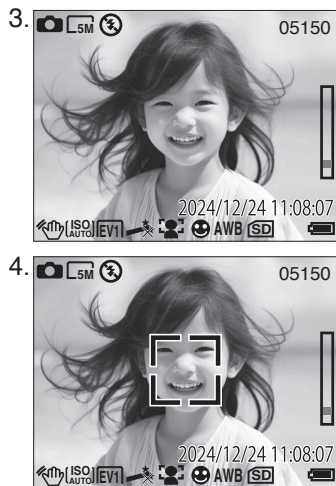 3.
5M
05150
2024/12/24 11:08:07
ISO AUTO EV1 AWB SD
4.
5M
05150
2024/12/24 11:08:07
ISO AUTO EV1 AWB SD